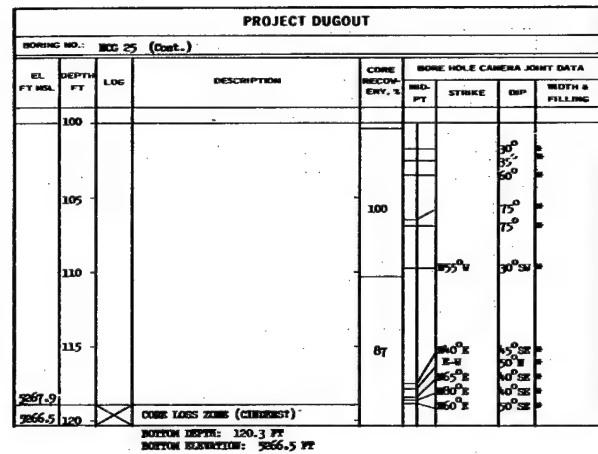 PROJECT DUGOUT
BORING NO.: NCG 25 (Cont.)
EL FT MSL DEPTH FT LOG DESCRIPTION CORE RECOVERY, % BORE HOLE CAMERA JOINT DATA
MID-PT STRIKE DIP WIDTH & FILLING
100
30°
35°
60°
105
100
75°
75°
N55°W 30°SW
110
115
87
N40°E 45°SE
E-W 50°N
N65°E 40°SE
N80°E 40°SE
5267.9
N60°E 50°SE
5266.5 120 CORE LOSS ZONE (CINDERS?)
BOTTOM DEPTH: 120.3 FT
BOTTOM ELEVATION: 5266.5 FT